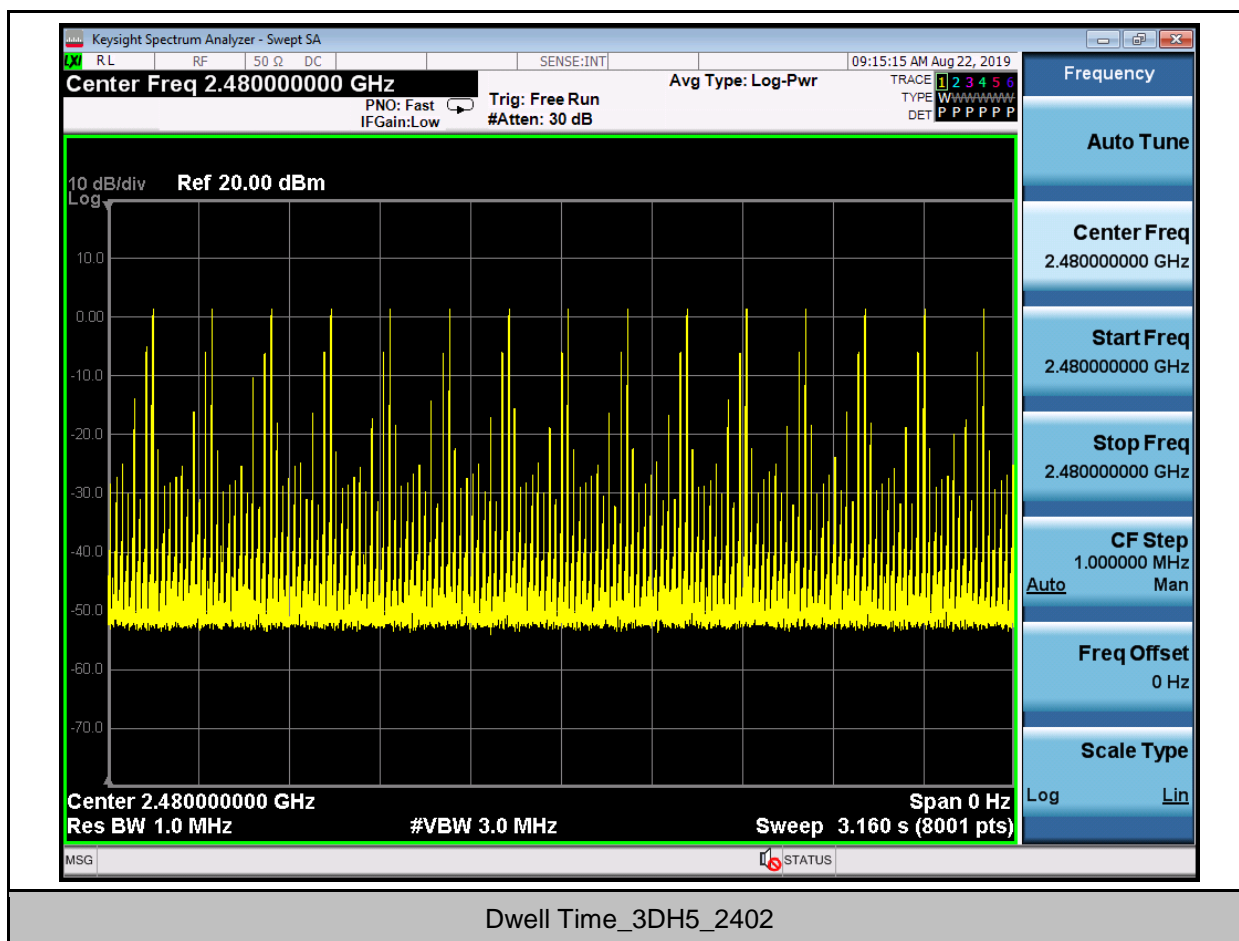 Keysight Spectrum Analyzer - Swept SA
LXI RL RF 50 Ω DC SENSE:INT 09:15:15 AM Aug 22, 2019
Center Freq 2.480000000 GHz
PNO: Fast
IFGain:Low
Trig: Free Run
#Atten: 30 dB
Avg Type: Log-Pwr
TRACE 1 2 3 4 5 6
TYPE WWWWWW
DET P P P P P P
10 dB/div Ref 20.00 dBm
Log
10.0
0.00
-10.0
-20.0
-30.0
-40.0
-50.0
-60.0
-70.0
Center 2.480000000 GHz Span 0 Hz
Res BW 1.0 MHz #VBW 3.0 MHz Sweep 3.160 s (8001 pts)
MSG STATUS
Frequency
Auto Tune
Center Freq
2.480000000 GHz
Start Freq
2.480000000 GHz
Stop Freq
2.480000000 GHz
CF Step
1.000000 MHz
Auto Man
Freq Offset
0 Hz
Scale Type
Log Lin
Dwell Time_3DH5_2402